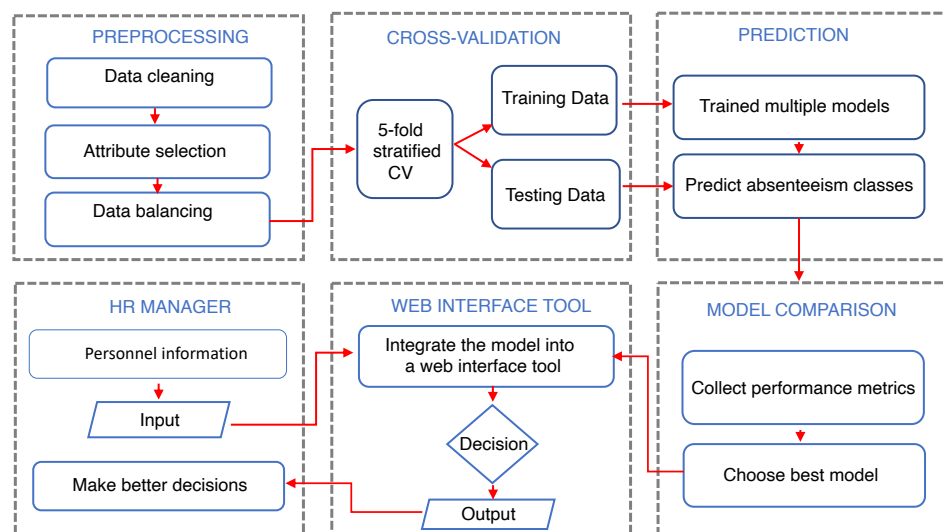 PREPROCESSING
Data cleaning
Attribute selection
Data balancing
CROSS-VALIDATION
5-fold
stratified
CV
Training Data
Testing Data
PREDICTION
Trained multiple models
Predict absenteeism classes
HR MANAGER
Personnel information
Input
Make better decisions
WEB INTERFACE TOOL
Integrate the model into
a web interface tool
Decision
Output
MODEL COMPARISON
Collect performance metrics
Choose best model